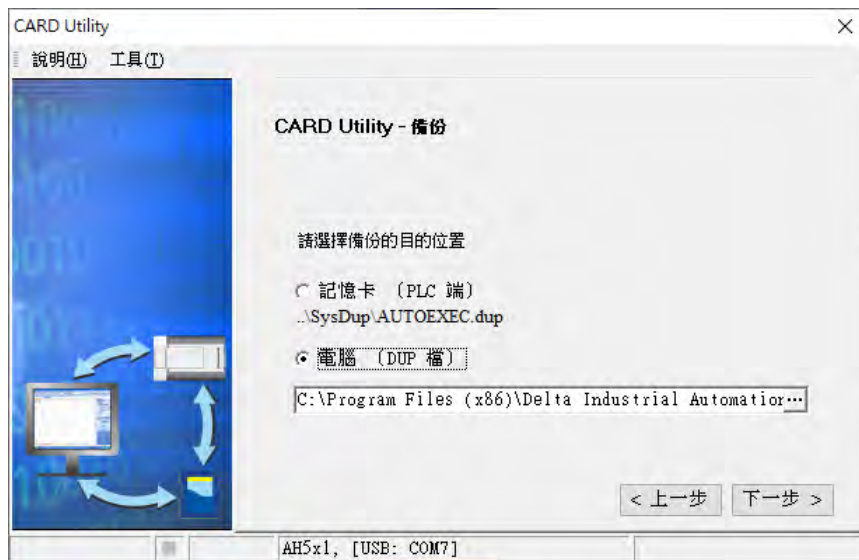 CARD Utility
說明(H) 工具(T)
CARD Utility - 備份
請選擇備份的目的位置
記憶卡 (PLC 端)
..\SysDup\AUTOEXEC.dup
電腦 (DUP 檔)
C:\Program Files (x86)\Delta Industrial Automation...
< 上一步 下一步 >
AH5x1, [USB: COM7]